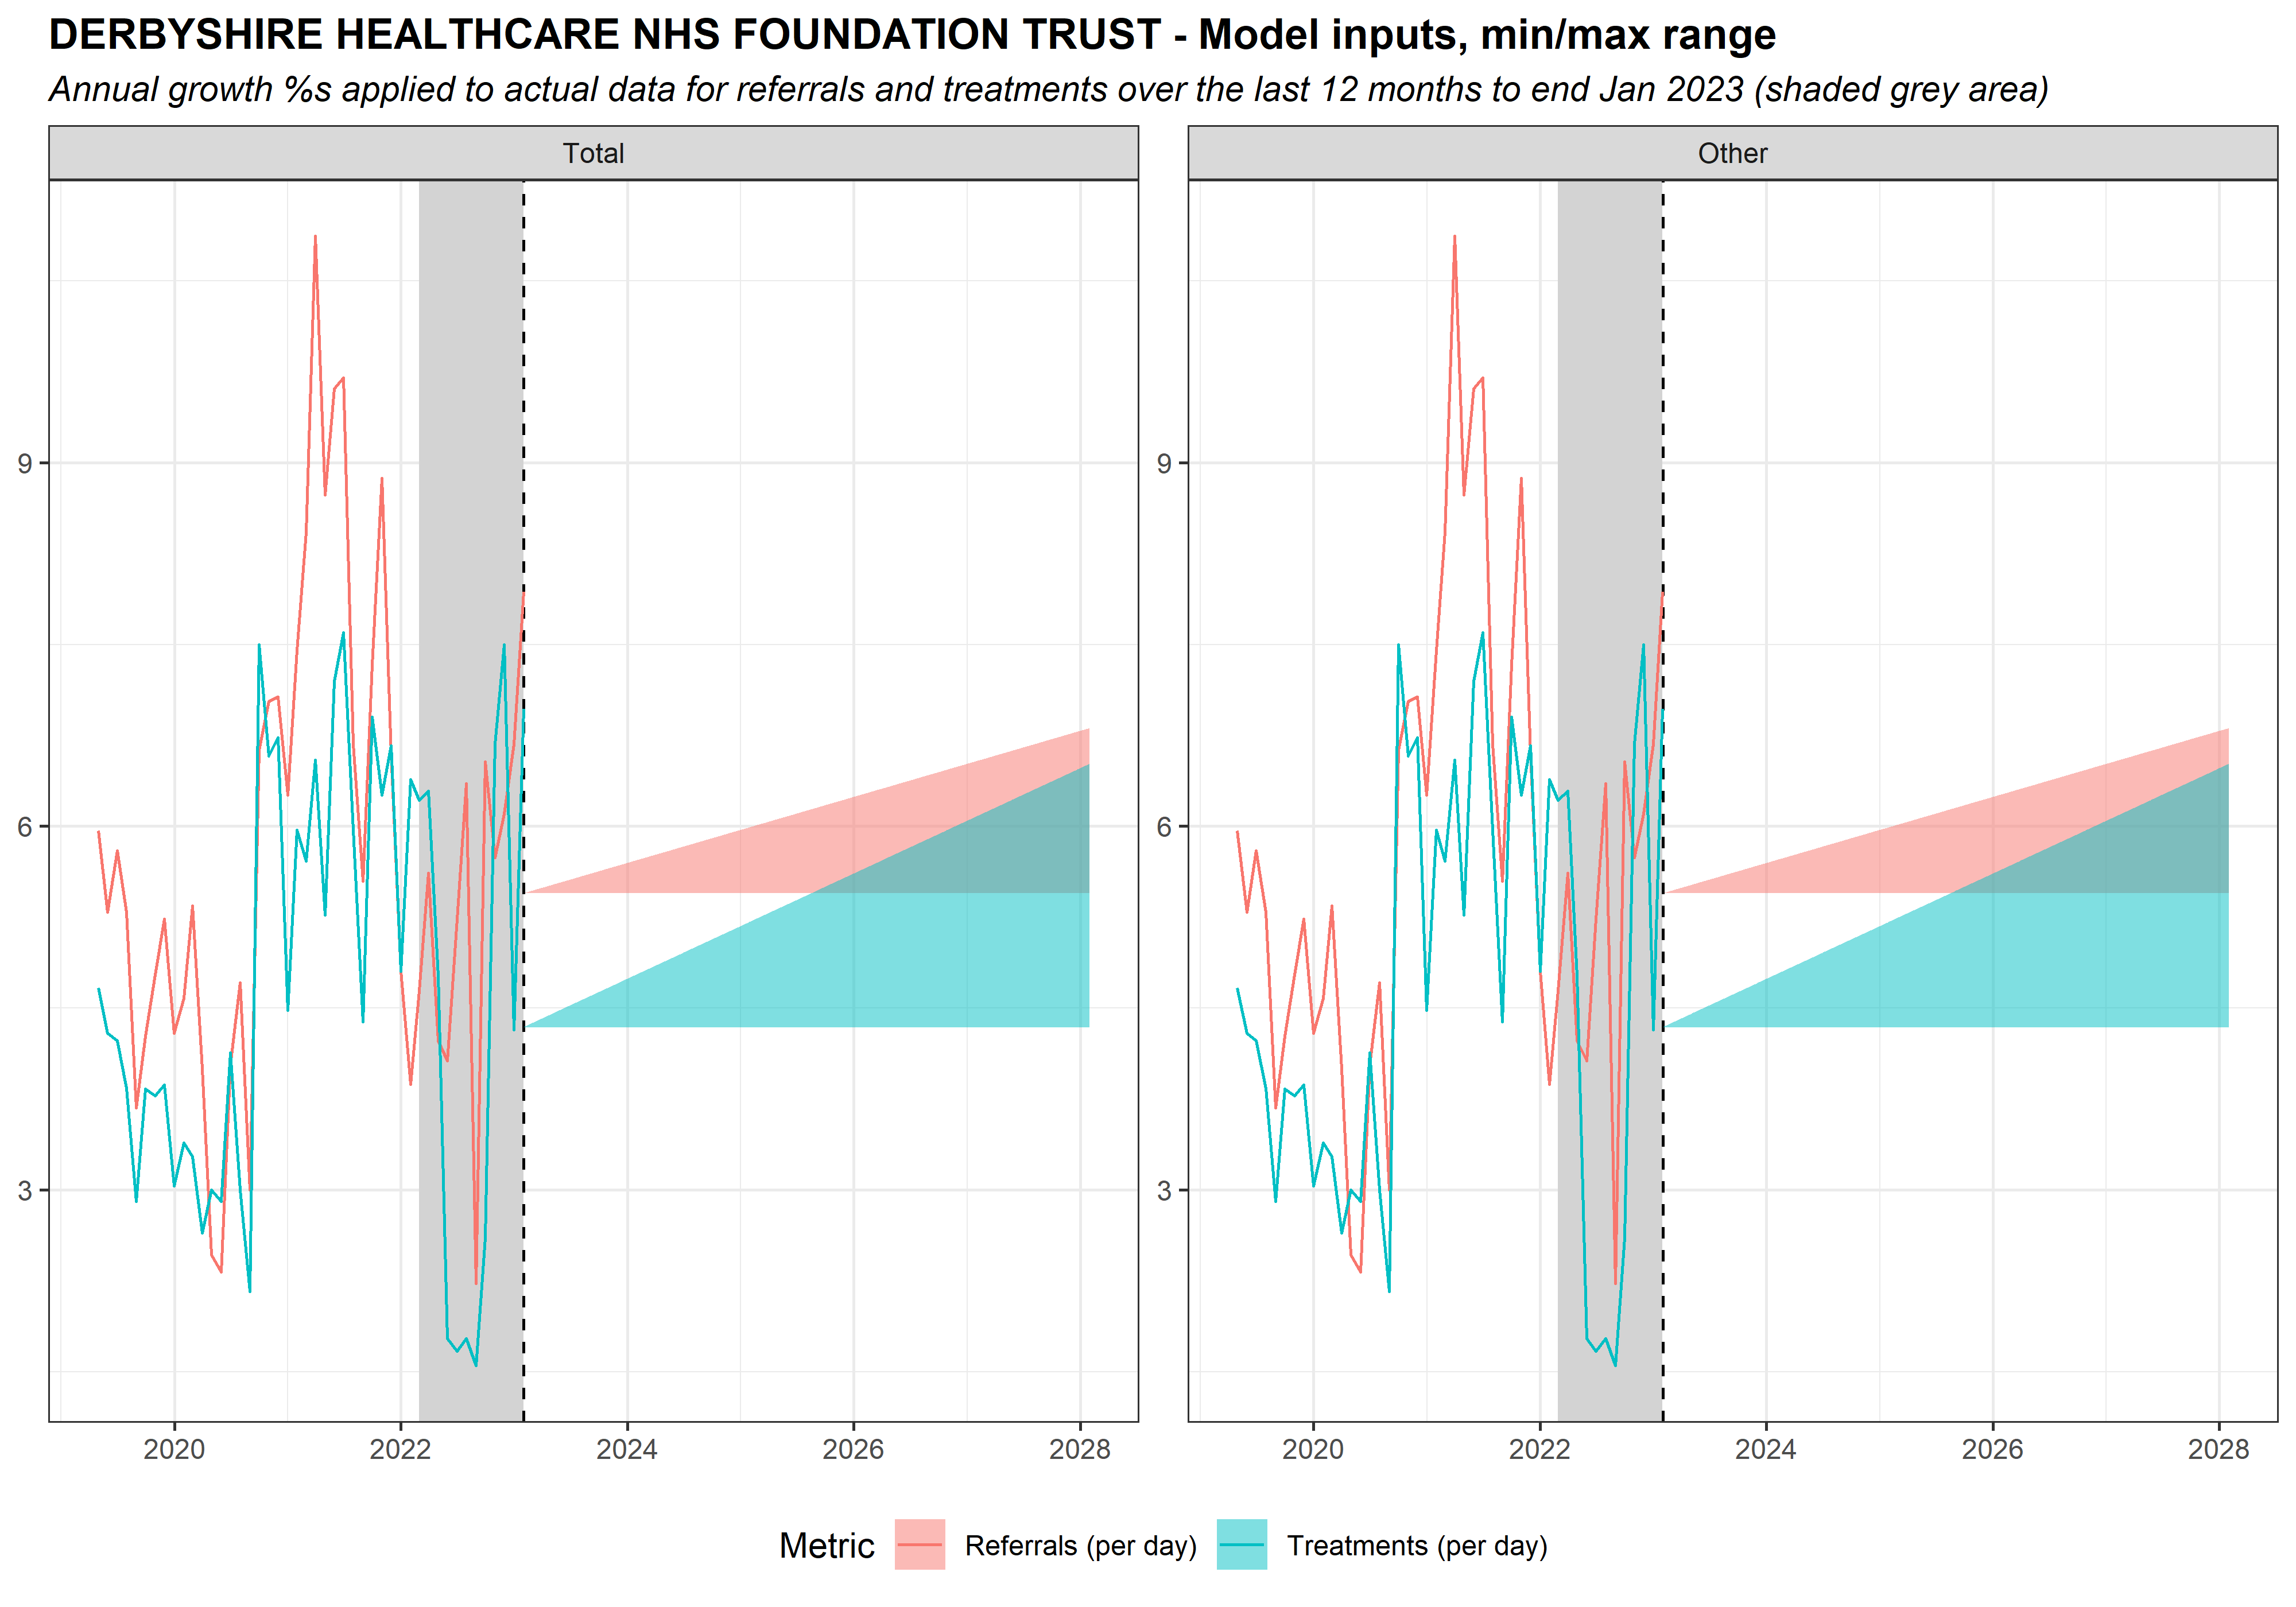 DERBYSHIRE HEALTHCARE NHS FOUNDATION TRUST - Model inputs, min/max range
Annual growth %s applied to actual data for referrals and treatments over the last 12 months to end Jan 2023 (shaded grey area)
Total
Other
9
6
3
9
6
3
2020 2022 2024 2026 2028
2020 2022 2024 2026 2028
Metric Referrals (per day) Treatments (per day)